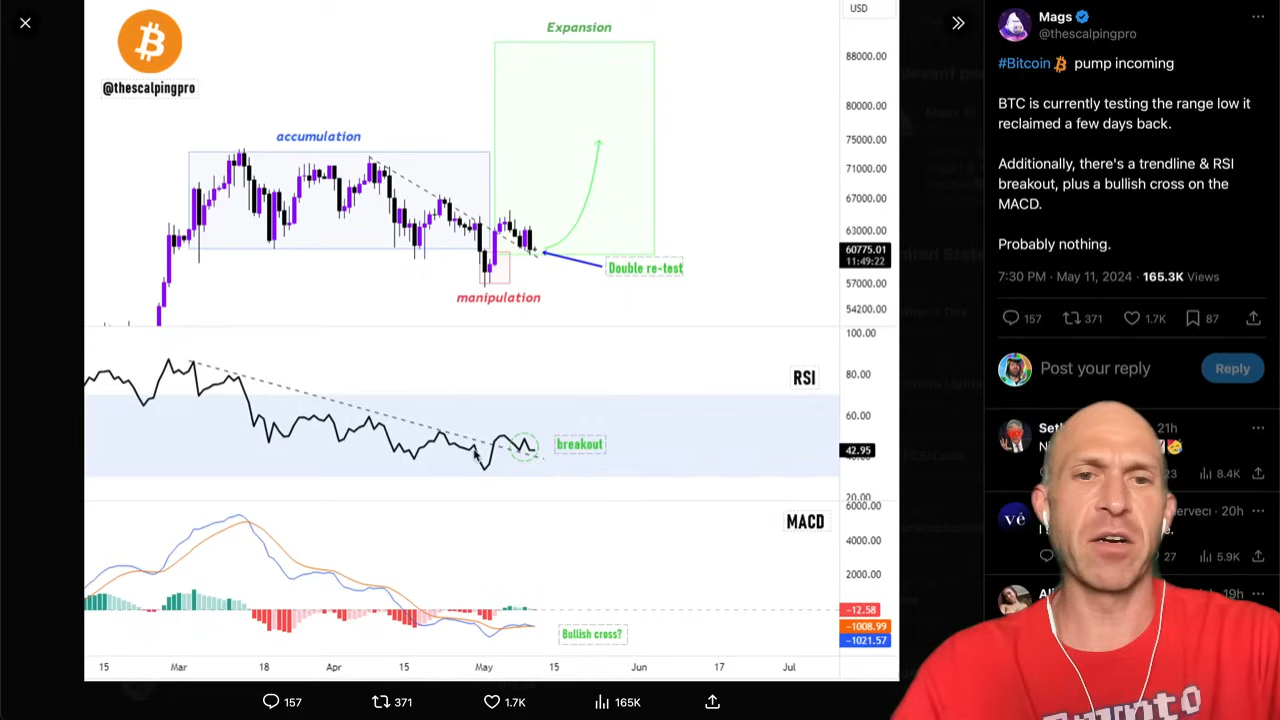 USD
Expansion
@thescalpingpro
88000.00
80000.00
accumulation
75000.00
71000.00
67000.00
63000.00
60775.01
11:49:22
Double re-test
57000.00
manipulation
54200.00
100.00
RSI
80.00
60.00
breakout
42.95
20.00
6000.00
MACD
4000.00
2000.00
-12.58
-1008.99
-1021.57
Bullish cross?
15
Mar
18
Apr
15
May
15
Jun
17
Jul
157
371
1.7K
165K
Mags
@thescalpingpro
#Bitcoin pump incoming
BTC is currently testing the range low it
reclaimed a few days back.
Additionally, there's a trendline & RSI
breakout, plus a bullish cross on the
MACD.
Probably nothing.
7:30 PM · May 11, 2024 · 165.3K Views
157
371
1.7K
87
Post your reply
Reply
21h
8.4K
vé
20h
27
5.9K
19h